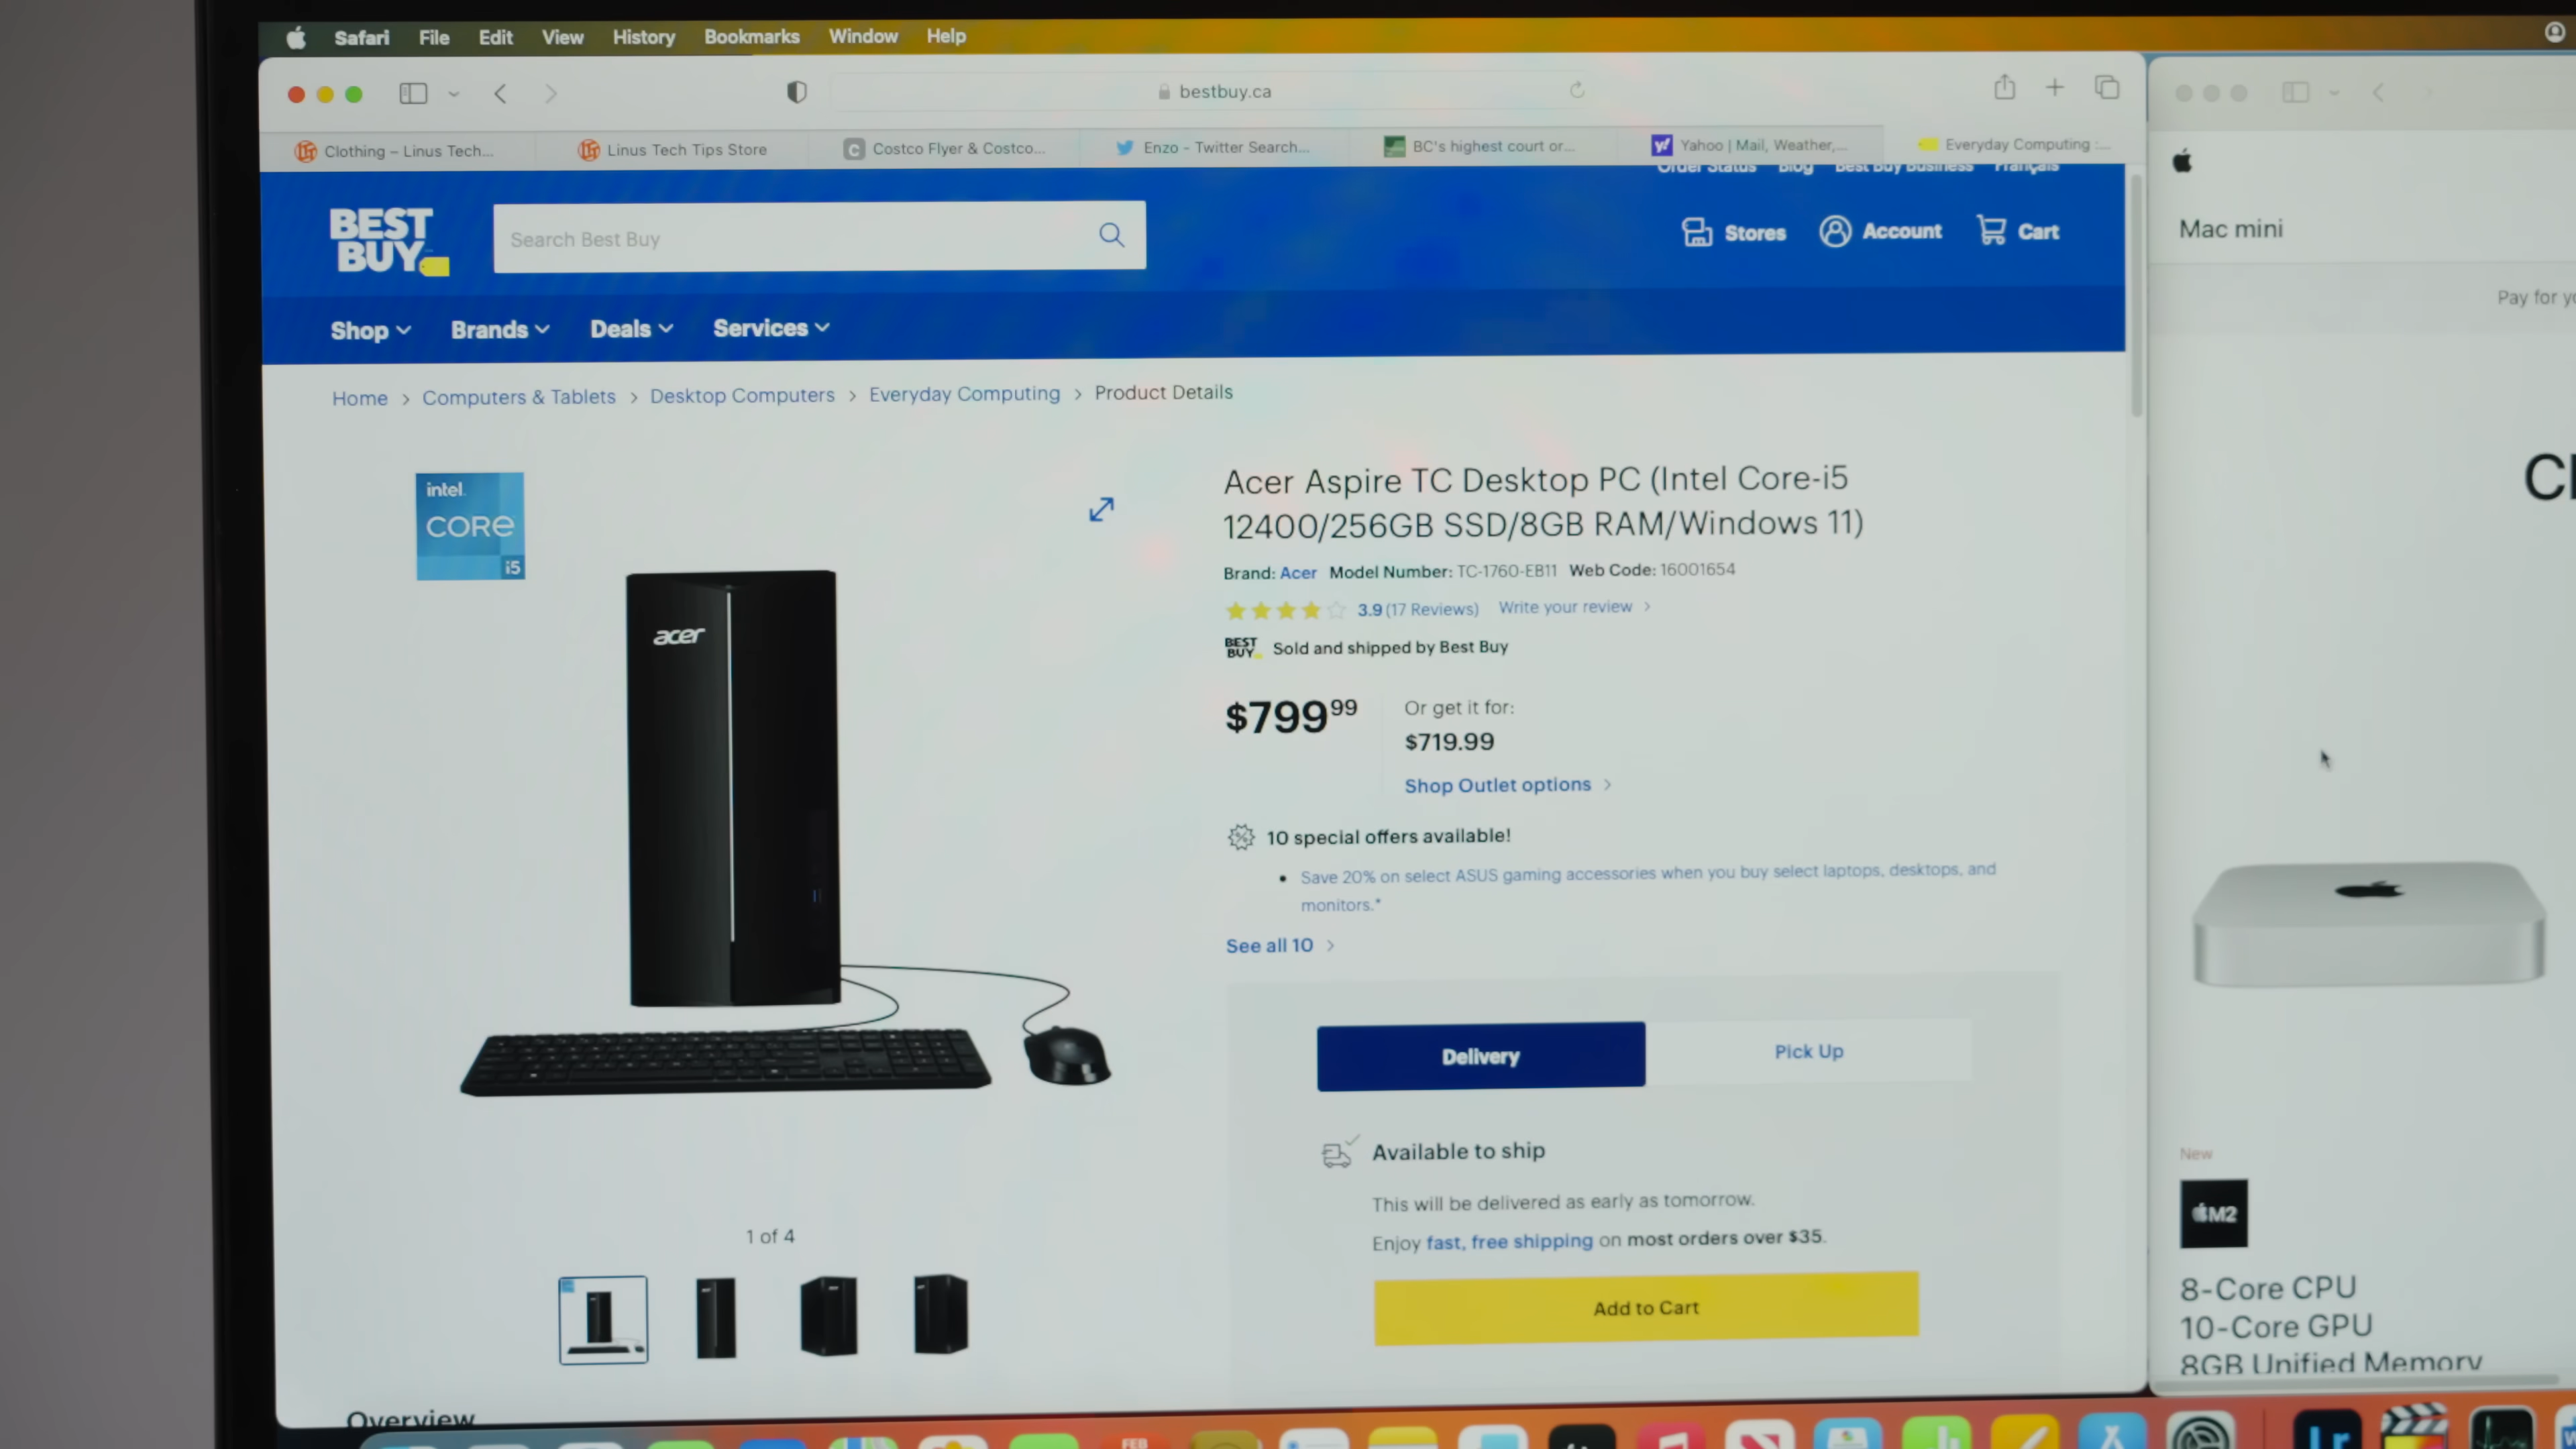 Safari File Edit View History Bookmarks Window Help
bestbuy.ca
Clothing – Linus Tech... Linus Tech Tips Store Costco Flyer & Costco... Enzo - Twitter Search... BC's highest court or... Yahoo | Mail, Weather,... Everyday Computing :...
Order Status Blog Best Buy Business Français
BEST BUY
Search Best Buy
Stores Account Cart
Shop Brands Deals Services
Home > Computers & Tablets > Desktop Computers > Everyday Computing > Product Details
intel
CORE
i5
acer
Acer Aspire TC Desktop PC (Intel Core-i5
12400/256GB SSD/8GB RAM/Windows 11)
Brand: Acer Model Number: TC-1760-EB11 Web Code: 16001654
3.9 (17 Reviews) Write your review >
BEST BUY Sold and shipped by Best Buy
$799 99
Or get it for:
$719.99
Shop Outlet options >
10 special offers available!
• Save 20% on select ASUS gaming accessories when you buy select laptops, desktops, and
monitors.*
See all 10 >
Delivery Pick Up
Available to ship
This will be delivered as early as tomorrow.
Enjoy fast, free shipping on most orders over $35.
Add to Cart
1 of 4
Overview
Mac mini
Pay for
New
M2
8-Core CPU
10-Core GPU
8GB Unified Memory
FEB
Lr